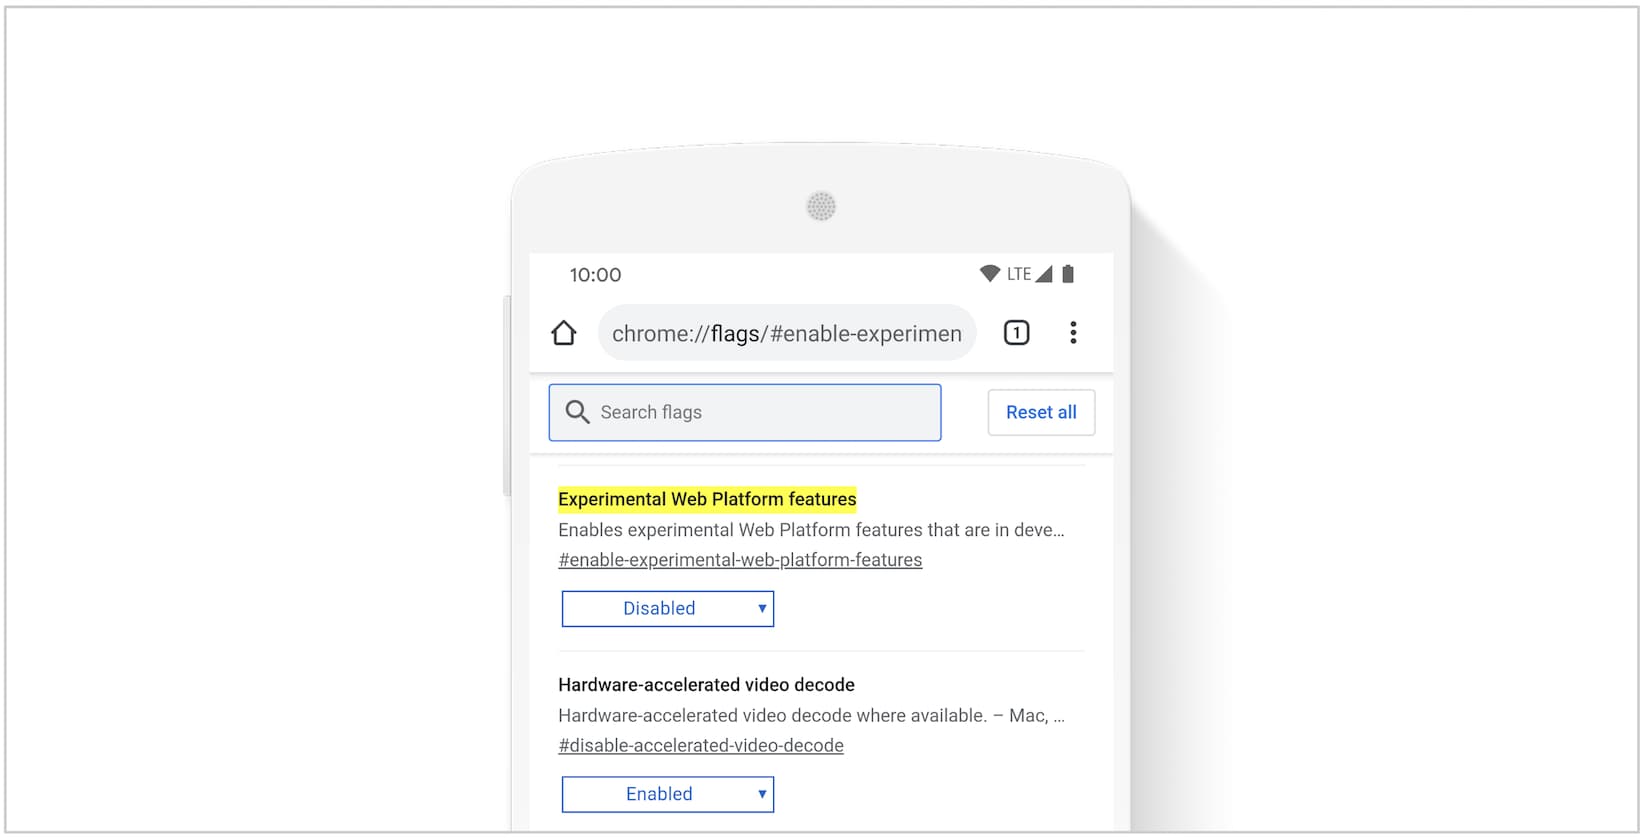 10:00 LTE
chrome://flags/#enable-experimen 1
Search flags Reset all
Experimental Web Platform features
Enables experimental Web Platform features that are in deve...
#enable-experimental-web-platform-features
Disabled
Hardware-accelerated video decode
Hardware-accelerated video decode where available. – Mac, ...
#disable-accelerated-video-decode
Enabled